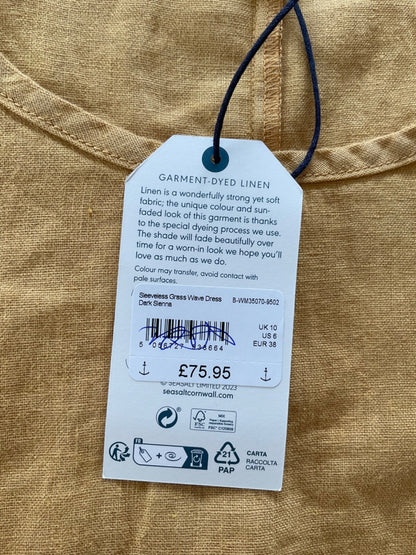 GARMENT-DYED LINEN
Linen is a wonderfully strong yet soft
fabric; the unique colour and sun-
faded look of this garment is thanks
to the special dyeing process we use.
The shade will fade beautifully over
time for a worn-in look we hope you'll
love as much as we do.
Colour may transfer, avoid contact with
pale surfaces.
Sleeveless Grass Wave Dress
Dark Sienna
B-WM35070-9502
UK 10
US 6
EUR 38
£75.95
© SEASALT LIMITED 2023
seasaltcornwall.com
FSC
MIX
FR
+
21
PAP
CARTA
RACCOLTA
CARTA